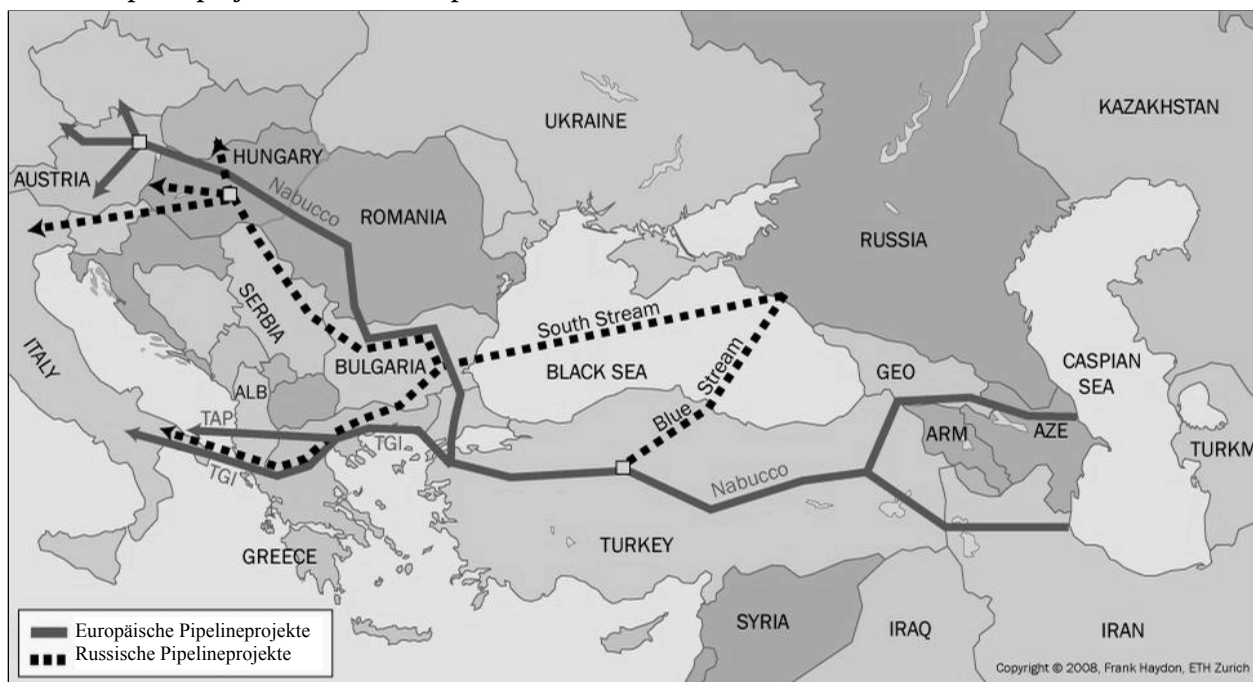 UKRAINE
KAZAKHSTAN
HUNGARY
AUSTRIA
Nabucco
ROMANIA
RUSSIA
SERBIA
South Stream
ITALY
BULGARIA
BLACK SEA
Blue Stream
GEO
CASPIAN
SEA
ALB
TAP
TGI
ARM
AZE
TURKM
TGI
Nabucco
TURKEY
GREECE
SYRIA
IRAQ
IRAN
Europäische Pipelineprojekte
Russische Pipelineprojekte
Copyright © 2008, Frank Haydon, ETH Zurich